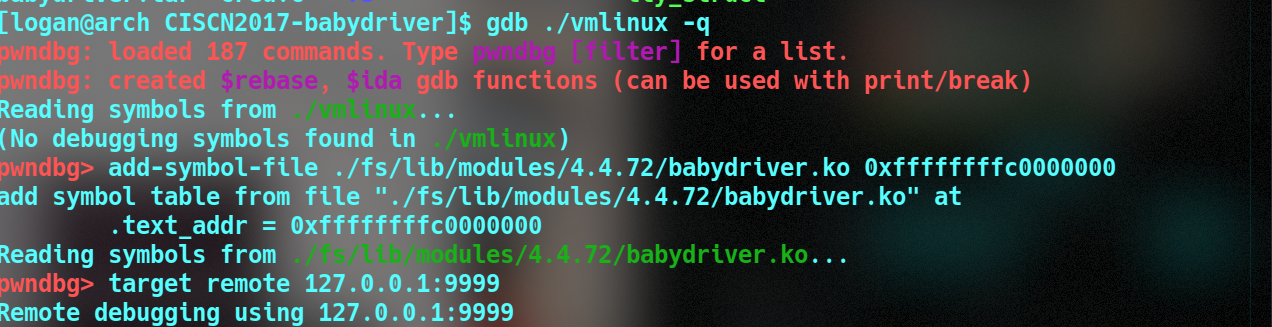 [logan@arch CISCN2017-babydriver]$ gdb ./vmlinux -q
pwndbg: loaded 187 commands. Type pwndbg [filter] for a list.
pwndbg: created $rebase, $ida gdb functions (can be used with print/break)
Reading symbols from ./vmlinux...
(No debugging symbols found in ./vmlinux)
pwndbg> add-symbol-file ./fs/lib/modules/4.4.72/babydriver.ko 0xffffffffc0000000
add symbol table from file "./fs/lib/modules/4.4.72/babydriver.ko" at
.text_addr = 0xffffffffc0000000
Reading symbols from ./fs/lib/modules/4.4.72/babydriver.ko...
pwndbg> target remote 127.0.0.1:9999
Remote debugging using 127.0.0.1:9999